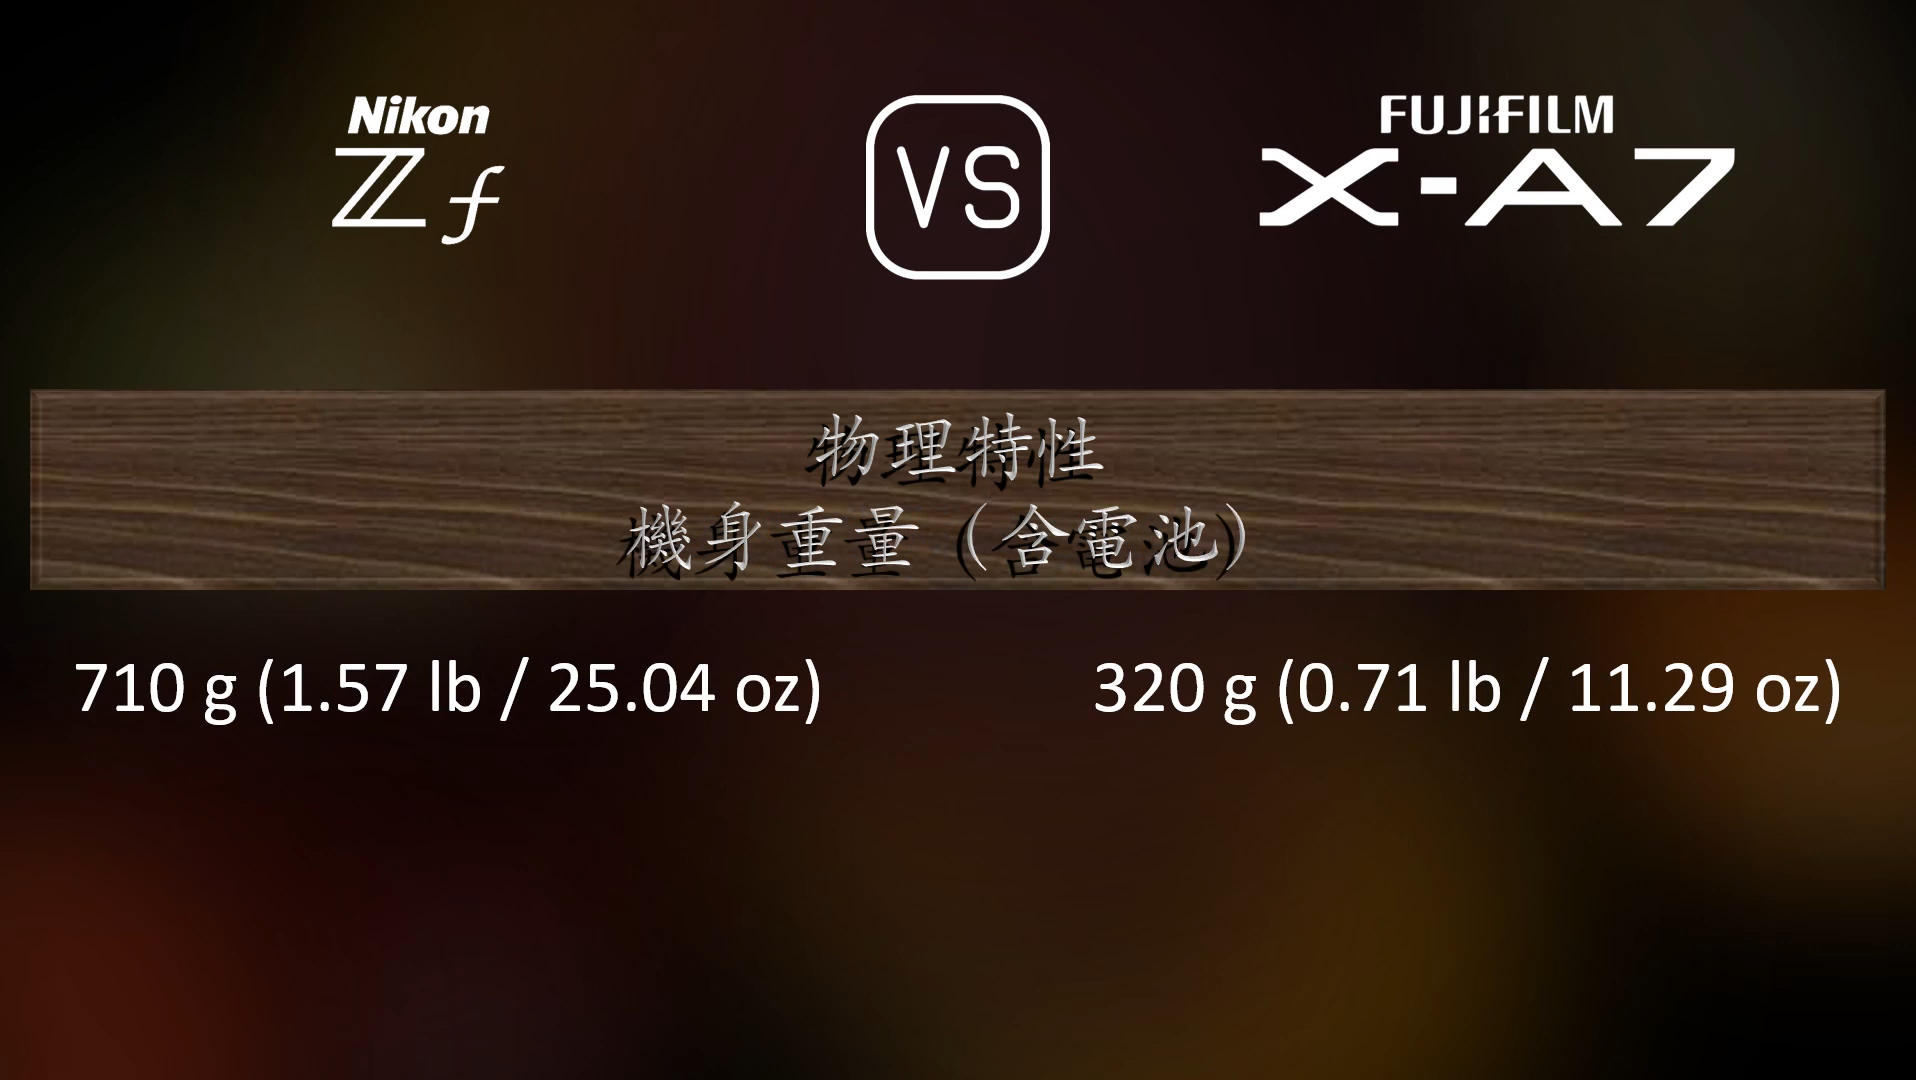 Nikon
Z f
VS
FUJIFILM
X-A7
物理特性
機身重量（含電池）
710 g (1.57 lb / 25.04 oz)
320 g (0.71 lb / 11.29 oz)